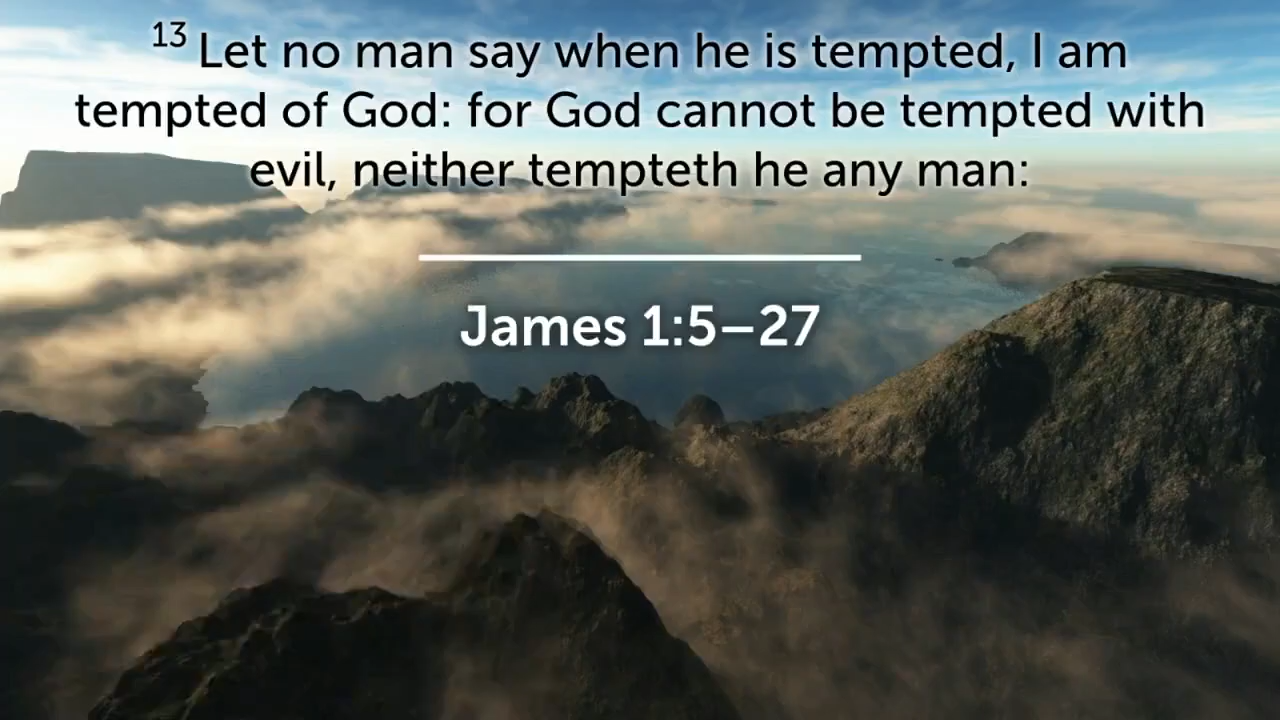 13 Let no man say when he is tempted, I am
tempted of God: for God cannot be tempted with
evil, neither tempteth he any man:
James 1:5–27